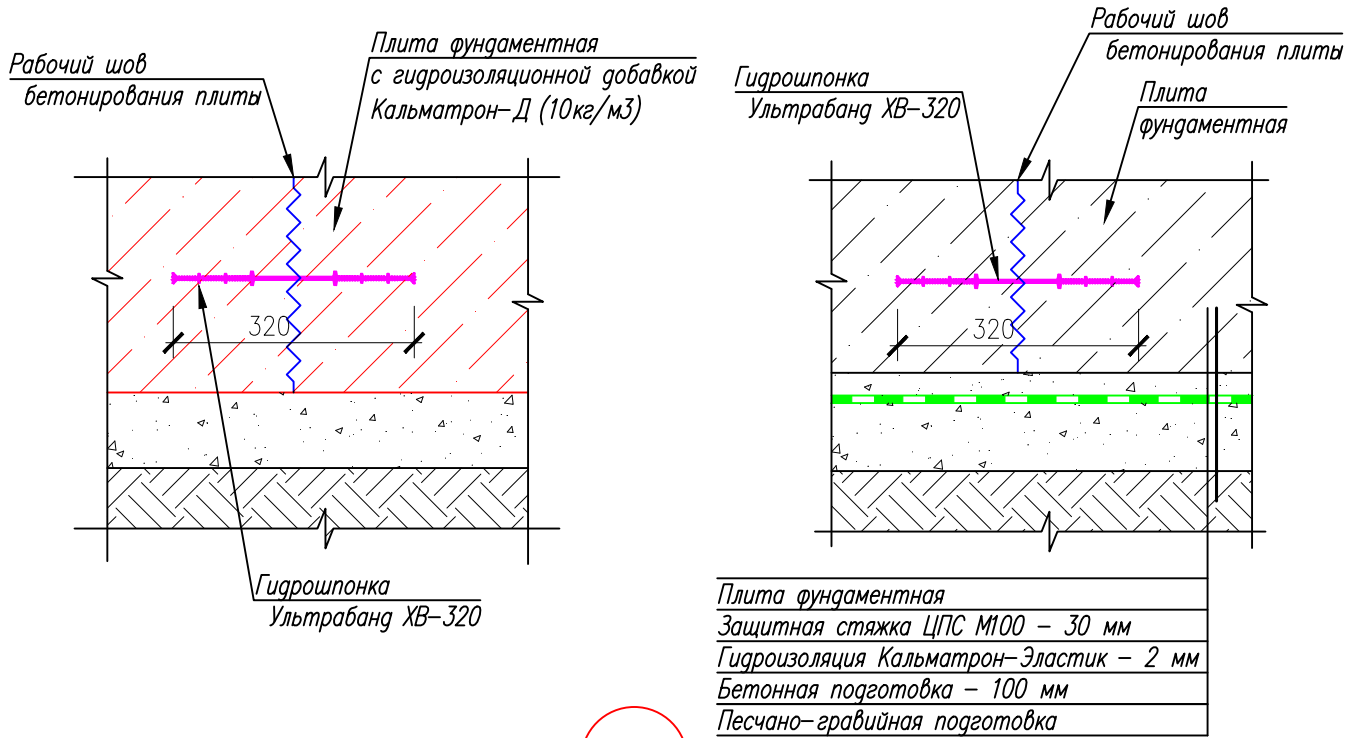 Рабочий шов
бетонирования плиты
Плита фундаментная
с гидроизоляционной добавкой
Кальматрон-Д (10кг/м3)
320
Гидрошпонка
Ультрабанд ХВ-320
Рабочий шов
бетонирования плиты
Гидрошпонка
Ультрабанд ХВ-320
Плита
фундаментная
320
Плита фундаментная
Защитная стяжка ЦПС М100 - 30 мм
Гидроизоляция Кальматрон-Эластик - 2 мм
Бетонная подготовка - 100 мм
Песчано-гравийная подготовка